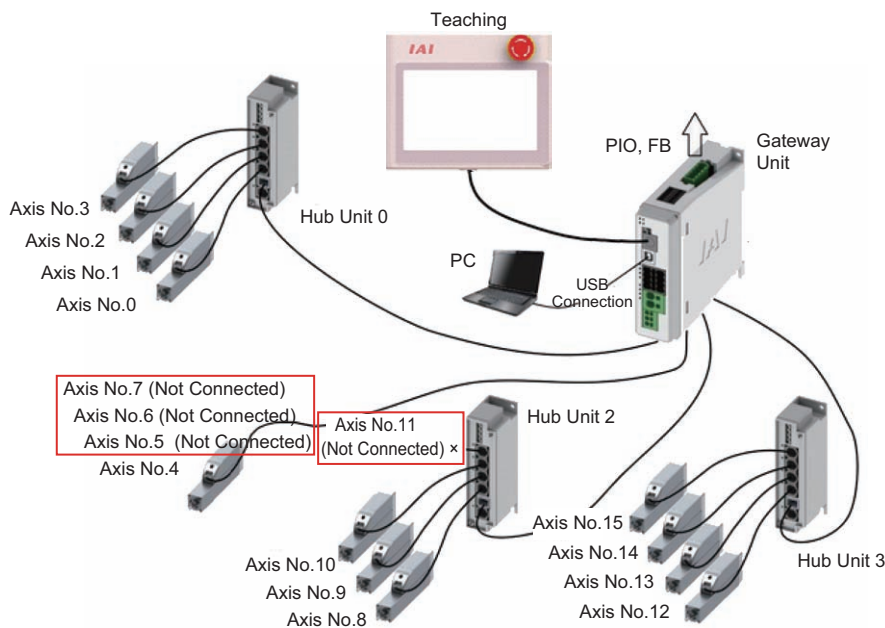 Teaching
IAI
PIO, FB
Gateway
Unit
IAI
Axis No.3
Axis No.2
Axis No.1
Axis No.0
Hub Unit 0
PC
USB
Connection
Axis No.7 (Not Connected)
Axis No.6 (Not Connected)
Axis No.5 (Not Connected)
Axis No.4
Axis No.11
(Not Connected) ×
Hub Unit 2
Axis No.10
Axis No.9
Axis No.8
Axis No.15
Axis No.14
Axis No.13
Axis No.12
Hub Unit 3